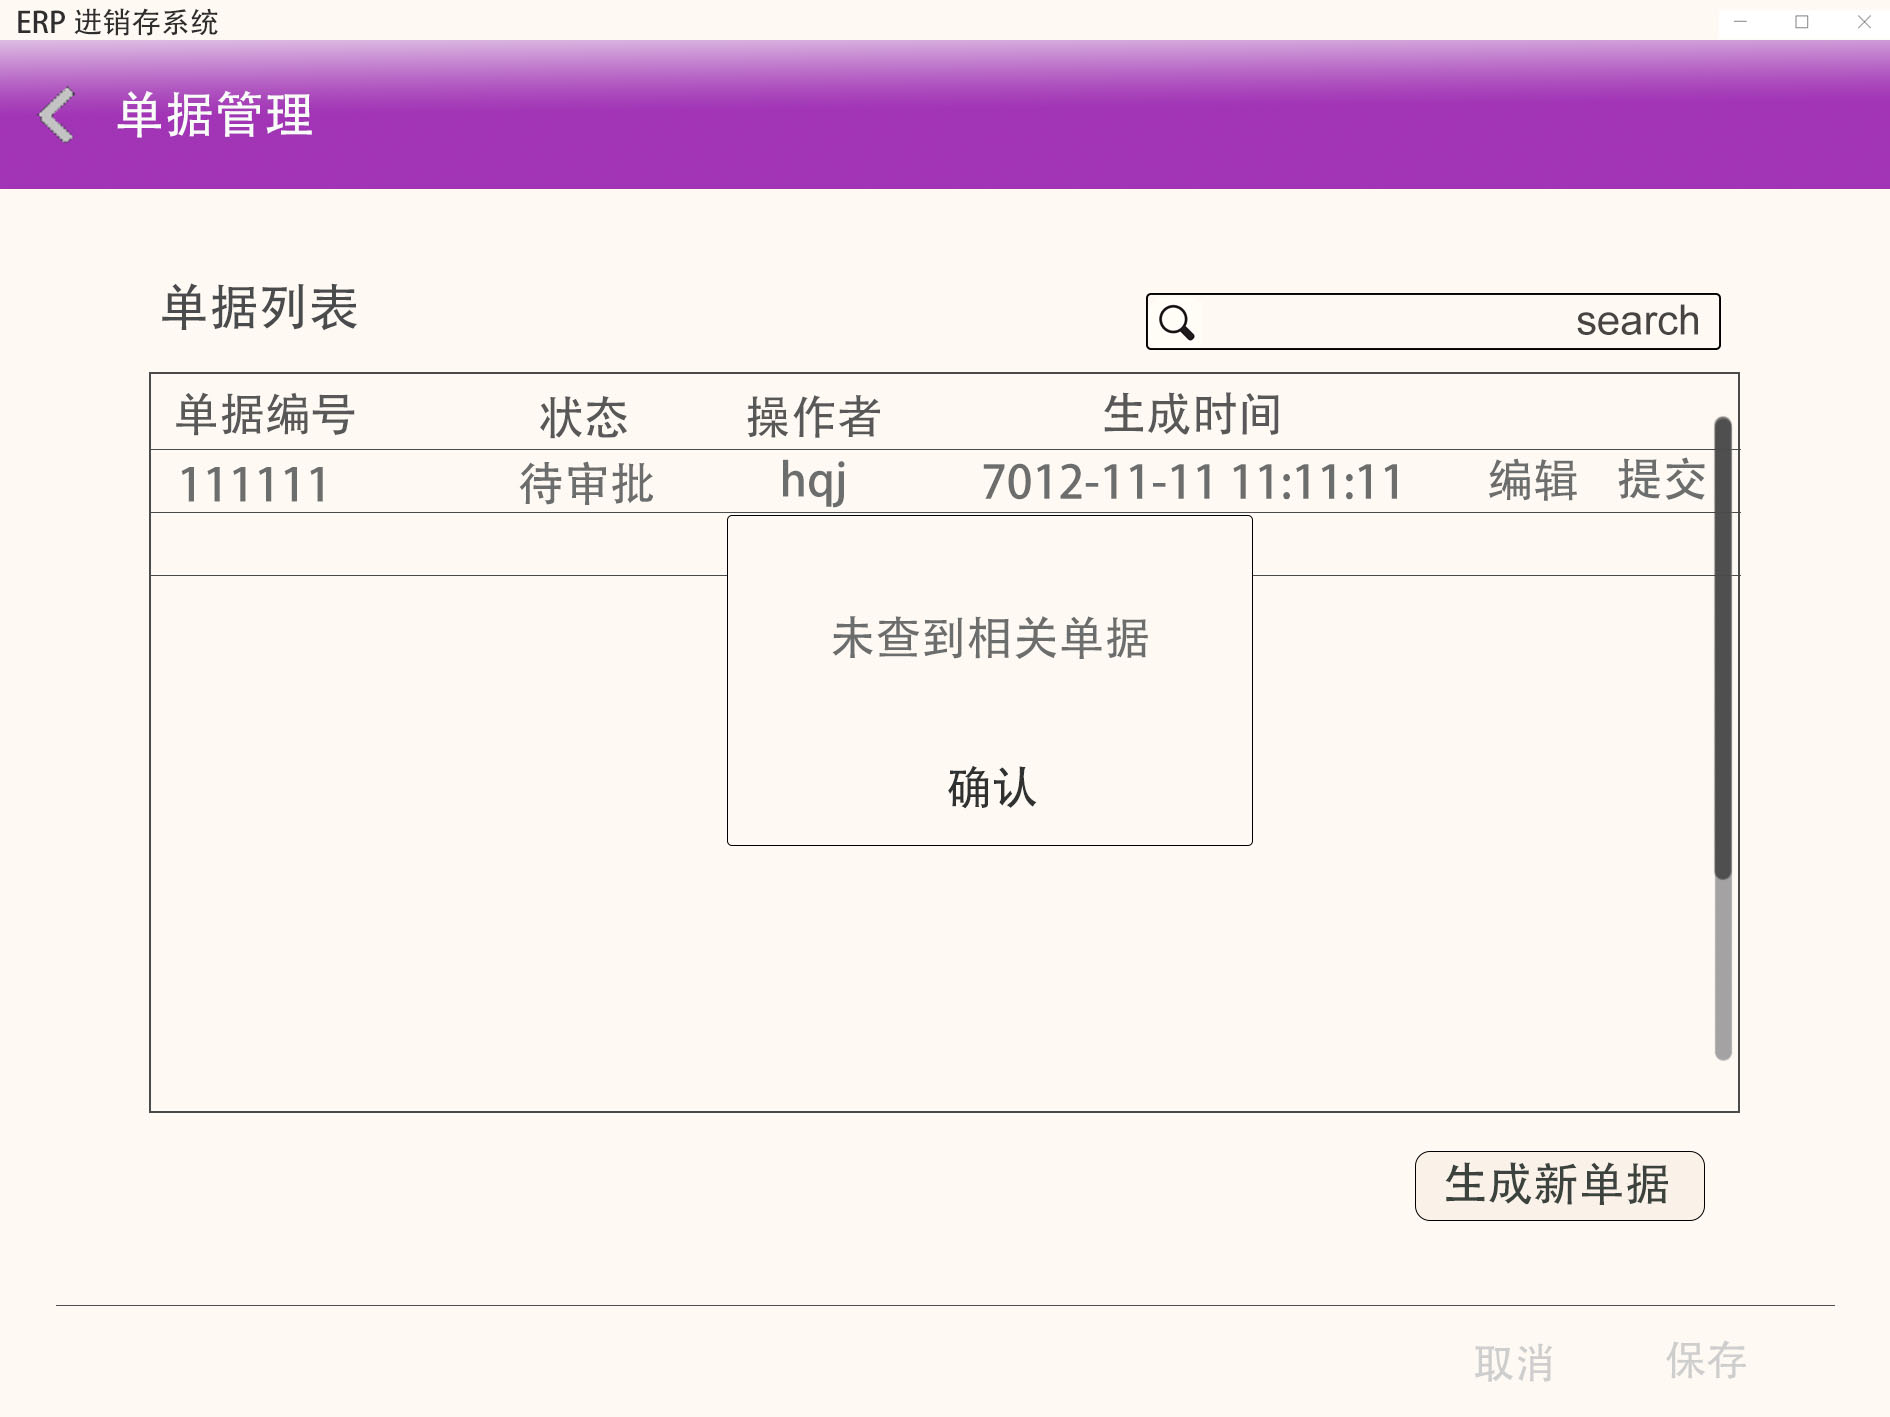 ERP 进销存系统
单据管理
单据列表
search
单据编号 状态 操作者 生成时间
111111 待审批 hqj 7012-11-11 11:11:11 编辑 提交
未查到相关单据
确认
生成新单据
取消 保存